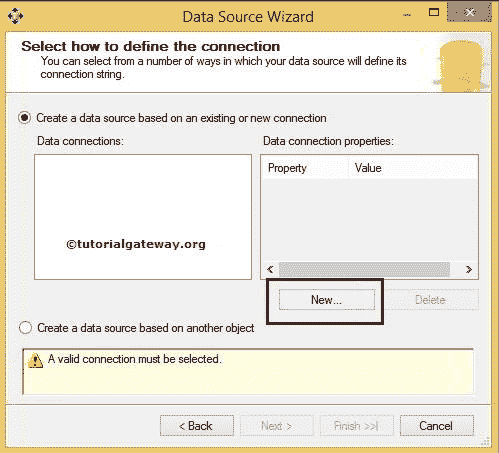 Data Source Wizard
Select how to define the connection
You can select from a number of ways in which your data source will define its
connection string.
Create a data source based on an existing or new connection
Data connections:
Data connection properties:
Property Value
©tutorialgateway.org
New... Delete
Create a data source based on another object
A valid connection must be selected.
< Back Next > Finish >>| Cancel